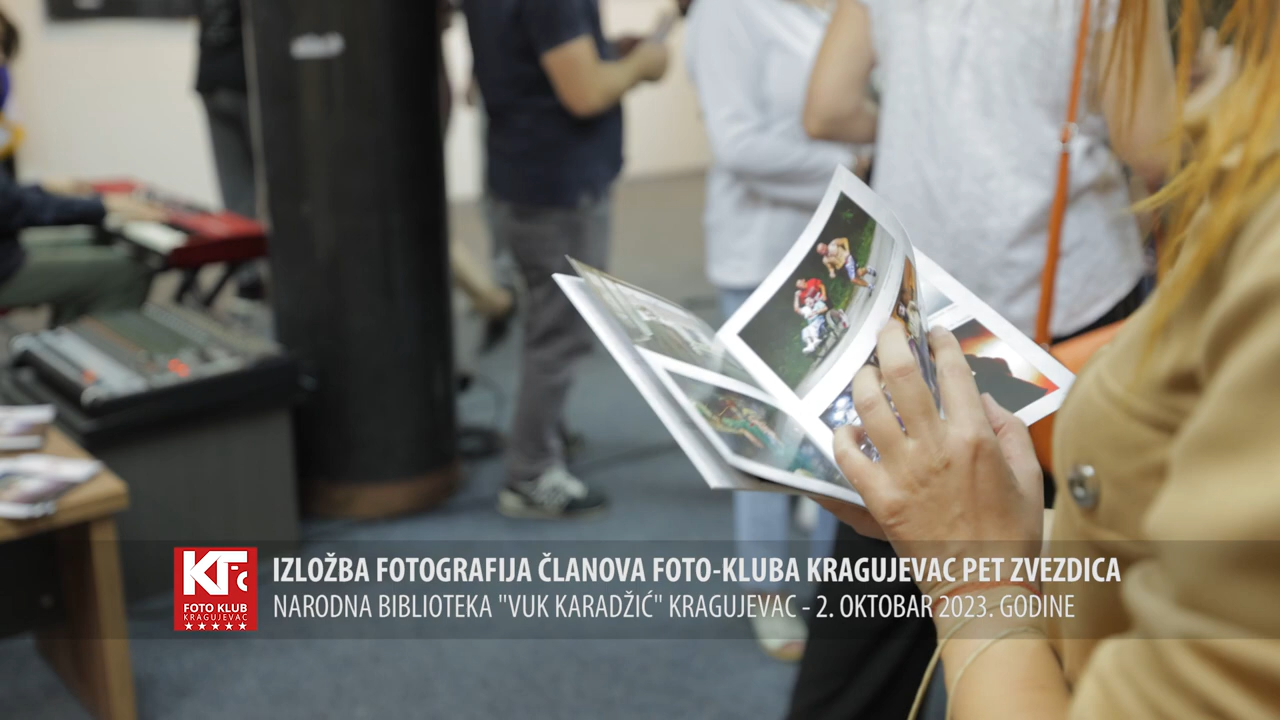 KFC
FOTO KLUB
KRAGUJEVAC
IZLOŽBA FOTOGRAFIJA ČLANOVA FOTO-KLUBA KRAGUJEVAC PET ZVEZDICA
NARODNA BIBLIOTEKA "VUK KARADŽIĆ" KRAGUJEVAC - 2. OKTOBAR 2023. GODINE